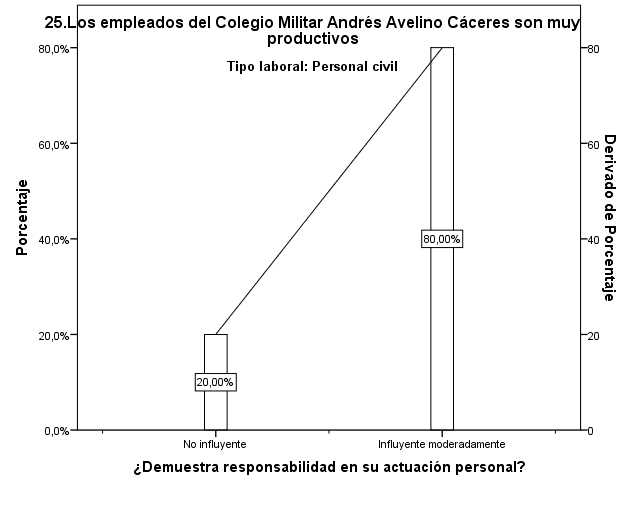 25.Los empleados del Colegio Militar Andrés Avelino Cáceres son muy
productivos
Tipo laboral: Personal civil
80,0%
60,0%
40,0%
20,0%
0,0%
Porcentaje
80
60
40
20
0
Derivado de Porcentaje
20,00%
80,00%
No influyente
Influyente moderadamente
¿Demuestra responsabilidad en su actuación personal?